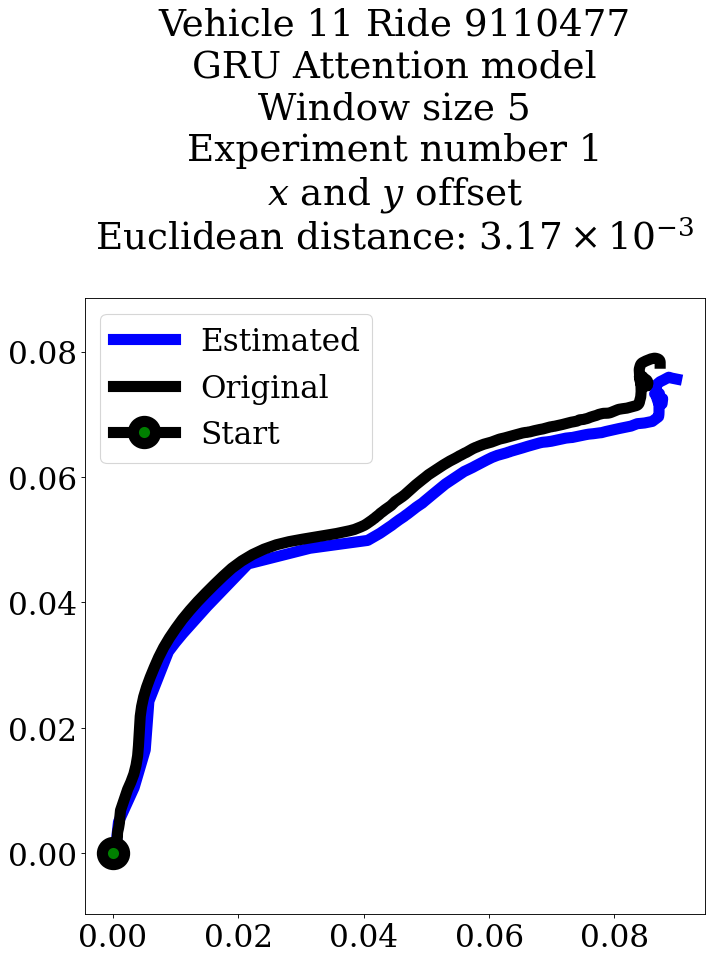 Vehicle 11 Ride 9110477
GRU Attention model
Window size 5
Experiment number 1
x and y offset
Euclidean distance: 3.17 × 10⁻³
Estimated
Original
Start
0.08
0.06
0.04
0.02
0.00
0.00 0.02 0.04 0.06 0.08